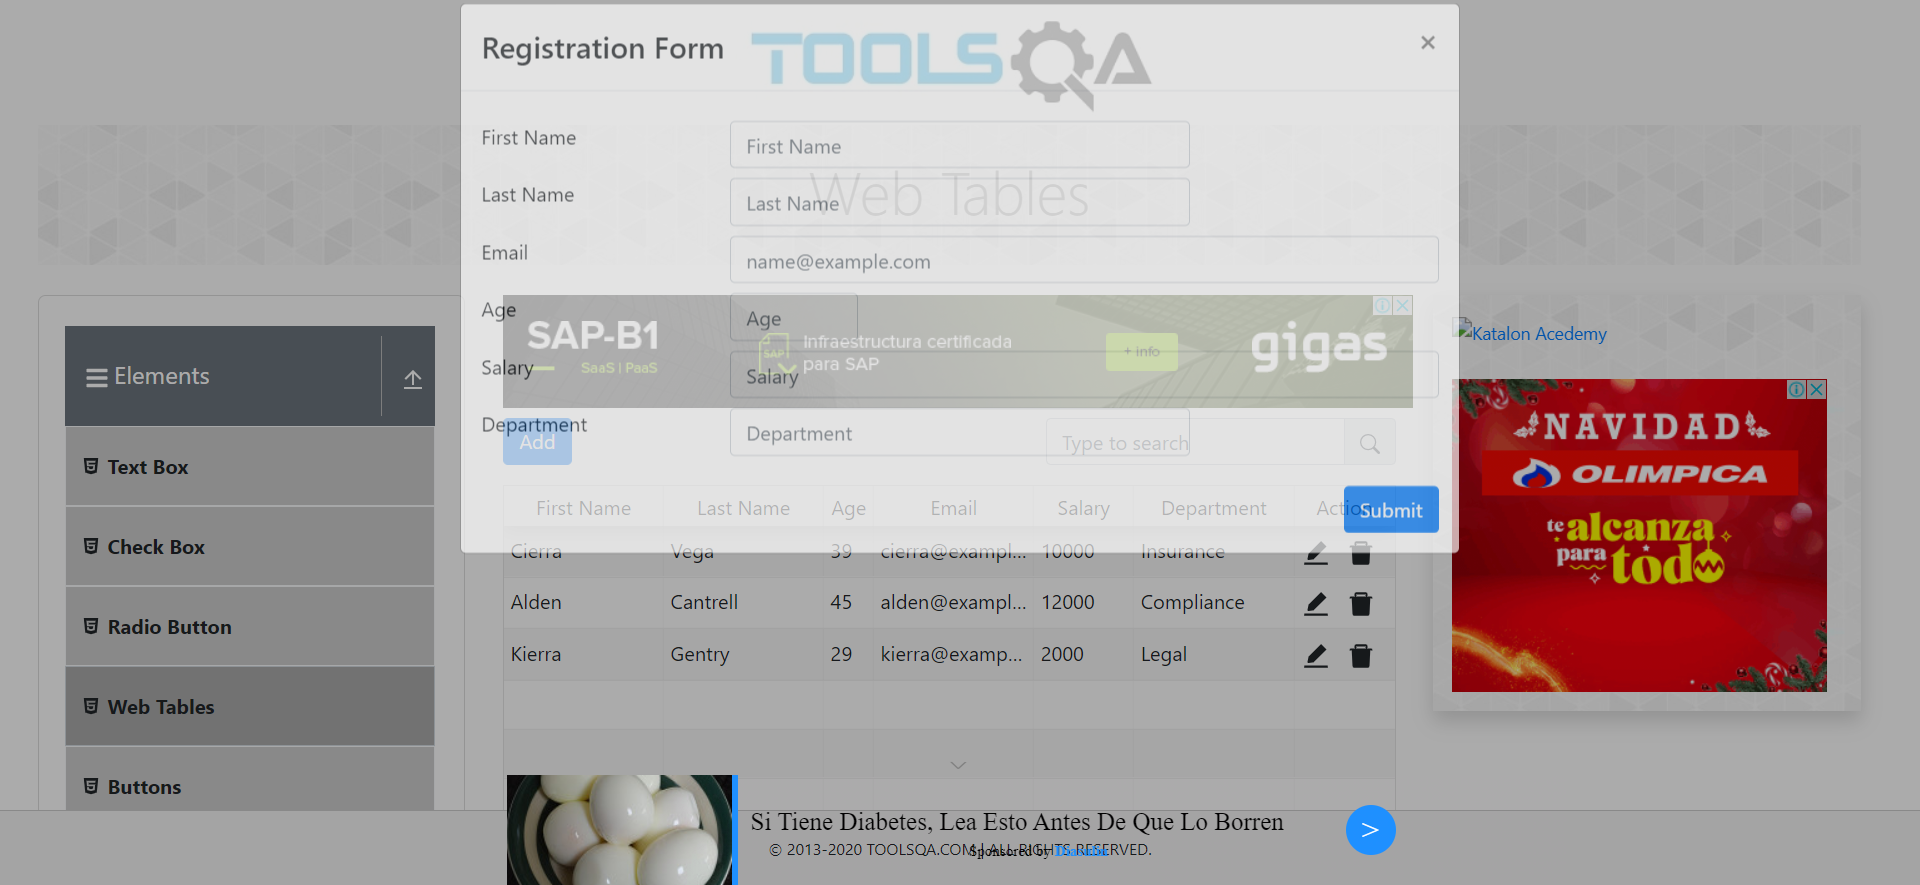 Registration Form
TOOLSQA
×
First Name
First Name
Last Name
Last Name
Web Tables
Email
name@example.com
Age
Age
Salary
Salary
Department
Department
Submit
SAP-B1
SaaS | PaaS
SAP
Infraestructura certificada
para SAP
+ info
gigas
Add
Type to search
First Name Last Name Age Email Salary Department Action
Cierra Vega 39 cierra@exampl... 10000 Insurance
Alden Cantrell 45 alden@exampl... 12000 Compliance
Kierra Gentry 29 kierra@examp... 2000 Legal
Elements
Text Box
Check Box
Radio Button
Web Tables
Buttons
Katalon Acedemy
NAVIDAD
OLIMPICA
te alcanza
para todo
Si Tiene Diabetes, Lea Esto Antes De Que Lo Borren
>
© 2013-2020 TOOLSQA.COM | ALL RIGHTS RESERVED.
Sponsored by